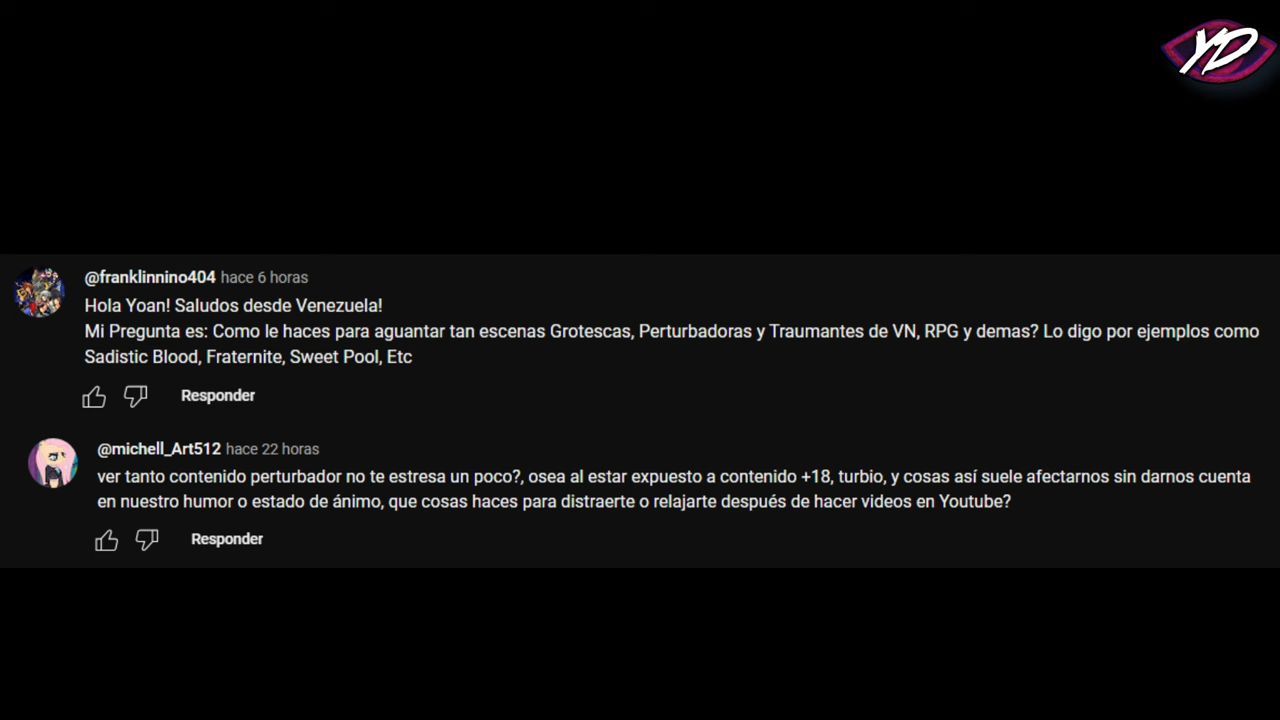 YD
@franklinnino404 hace 6 horas
Hola Yoan! Saludos desde Venezuela!
Mi Pregunta es: Como le haces para aguantar tan escenas Grotescas, Perturbadoras y Traumantes de VN, RPG y demas? Lo digo por ejemplos como
Sadistic Blood, Fraternite, Sweet Pool, Etc
Responder
@michell_Art512 hace 22 horas
ver tanto contenido perturbador no te estresa un poco?, osea al estar expuesto a contenido +18, turbio, y cosas así suele afectarnos sin darnos cuenta
en nuestro humor o estado de ánimo, que cosas haces para distraerte o relajarte después de hacer videos en Youtube?
Responder